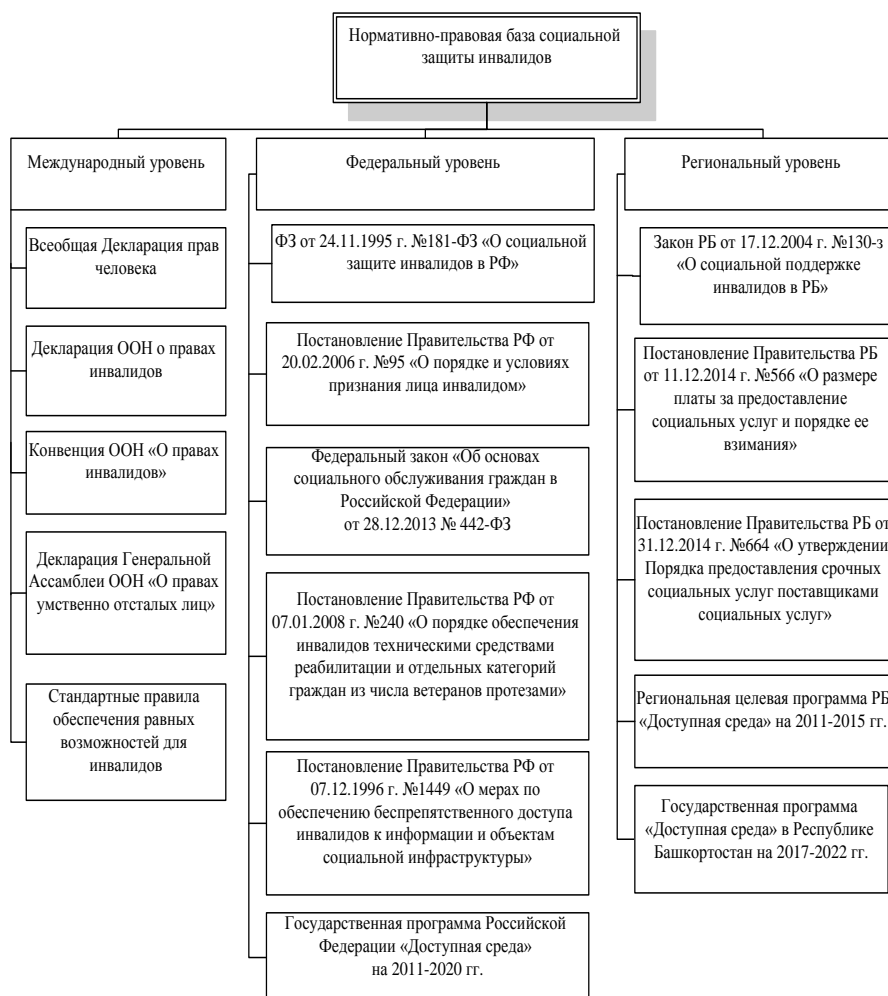 Нормативно-правовая база социальной
защиты инвалидов
Международный уровень
Всеобщая Декларация прав
человека
Декларация ООН о правах
инвалидов
Конвенция ООН «О правах
инвалидов»
Декларация Генеральной
Ассамблеи ООН «О правах
умственно отсталых лиц»
Стандартные правила
обеспечения равных
возможностей для
инвалидов
Федеральный уровень
ФЗ от 24.11.1995 г. №181-ФЗ «О социальной
защите инвалидов в РФ»
Постановление Правительства РФ от
20.02.2006 г. №95 «О порядке и условиях
признания лица инвалидом»
Федеральный закон «Об основах
социального обслуживания граждан в
Российской Федерации»
от 28.12.2013 № 442-ФЗ
Постановление Правительства РФ от
07.01.2008 г. №240 «О порядке обеспечения
инвалидов техническими средствами
реабилитации и отдельных категорий
граждан из числа ветеранов протезами»
Постановление Правительства РФ от
07.12.1996 г. №1449 «О мерах по
обеспечению беспрепятственного доступа
инвалидов к информации и объектам
социальной инфраструктуры»
Государственная программа Российской
Федерации «Доступная среда»
на 2011-2020 гг.
Региональный уровень
Закон РБ от 17.12.2004 г. №130-з
«О социальной поддержке
инвалидов в РБ»
Постановление Правительства РБ
от 11.12.2014 г. №566 «О размере
платы за предоставление
социальных услуг и порядке ее
взимания»
Постановление Правительства РБ от
31.12.2014 г. №664 «О утверждении
Порядка предоставления срочных
социальных услуг поставщиками
социальных услуг»
Региональная целевая программа РБ
«Доступная среда» на 2011-2015 гг.
Государственная программа
«Доступная среда» в Республике
Башкортостан на 2017-2022 гг.